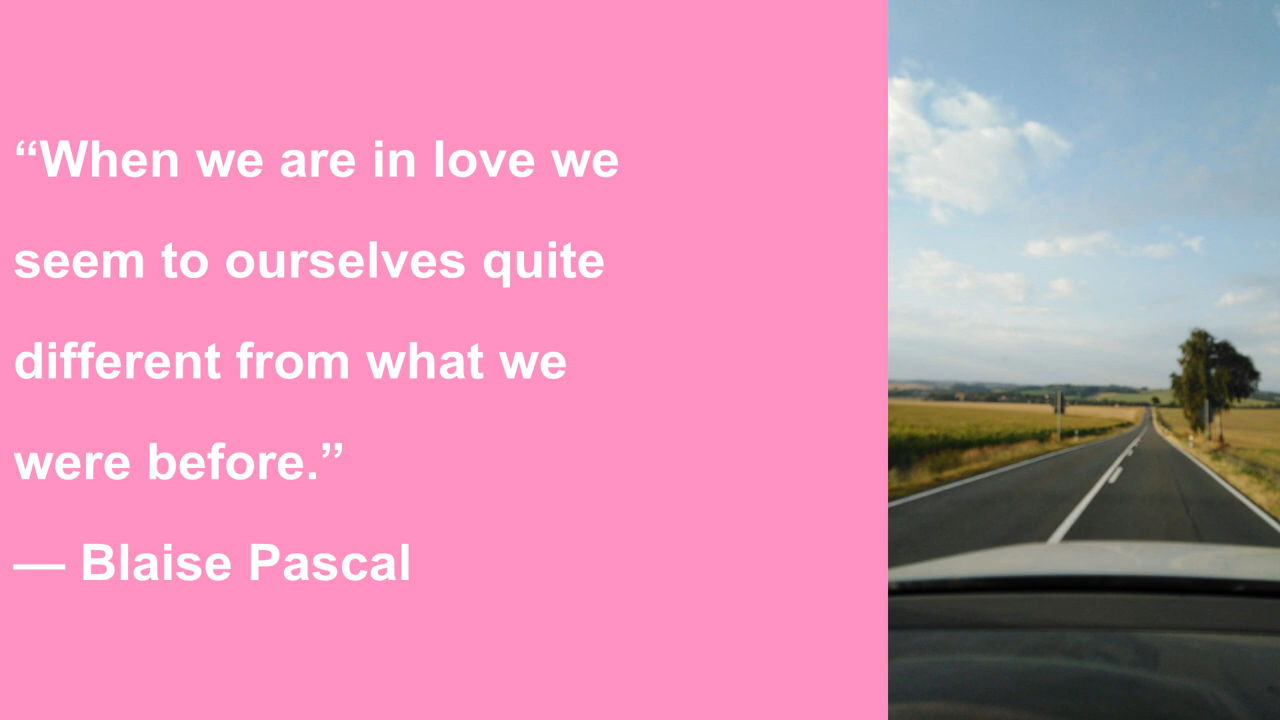 “When we are in love we
seem to ourselves quite
different from what we
were before.”
— Blaise Pascal